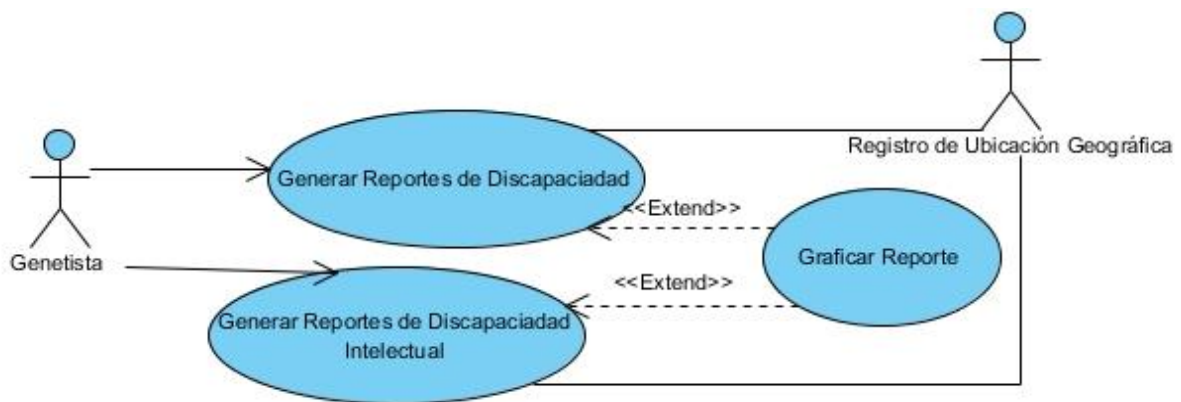 Registro de Ubicación Geográfica
Generar Reportes de Discapaciadad
<<Extend>>
Genetista
Graficar Reporte
<<Extend>>
Generar Reportes de Discapaciadad
Intelectual